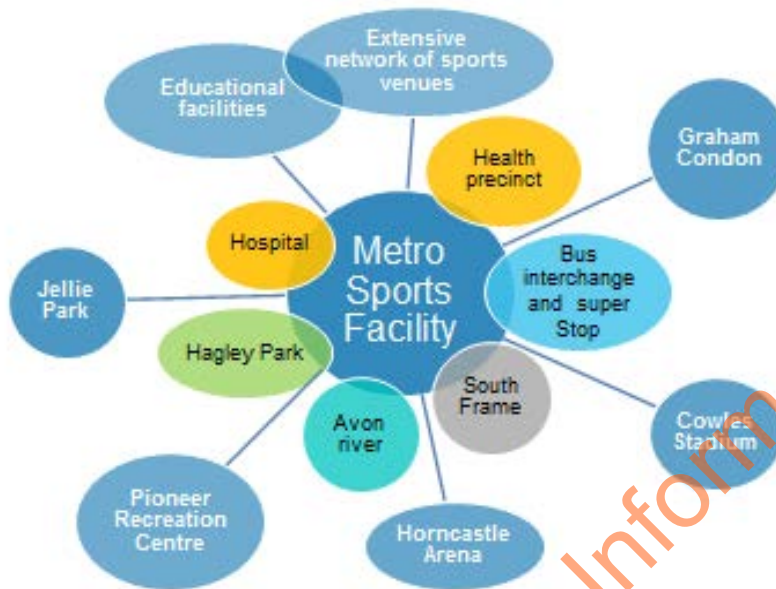 Extensive
network of sports
venues
Educational
facilities
Health
precinct
Graham
Condon
Hospital
Metro
Sports
Facility
Bus
interchange
and super
Stop
Jellie
Park
Hagley Park
South
Frame
Avon
river
Cowles
Stadium
Pioneer
Recreation
Centre
Horncastle
Arena
Inform